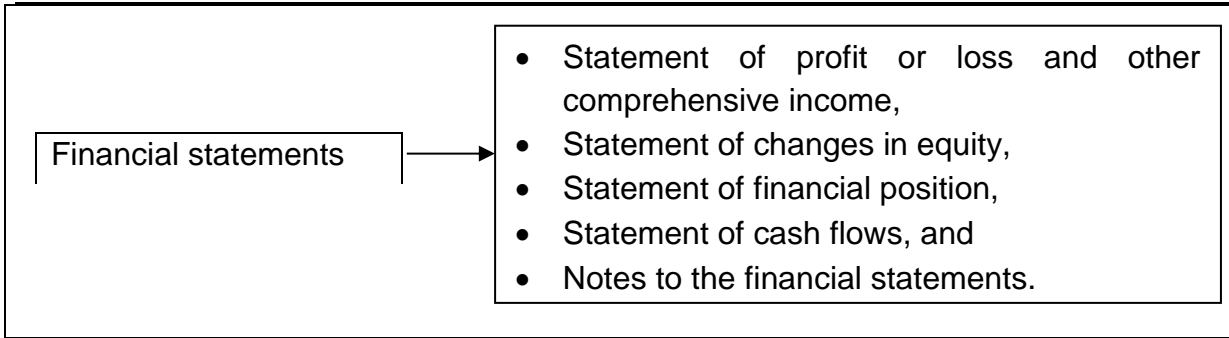 Financial statements
• Statement of profit or loss and other
comprehensive income,
• Statement of changes in equity,
• Statement of financial position,
• Statement of cash flows, and
• Notes to the financial statements.